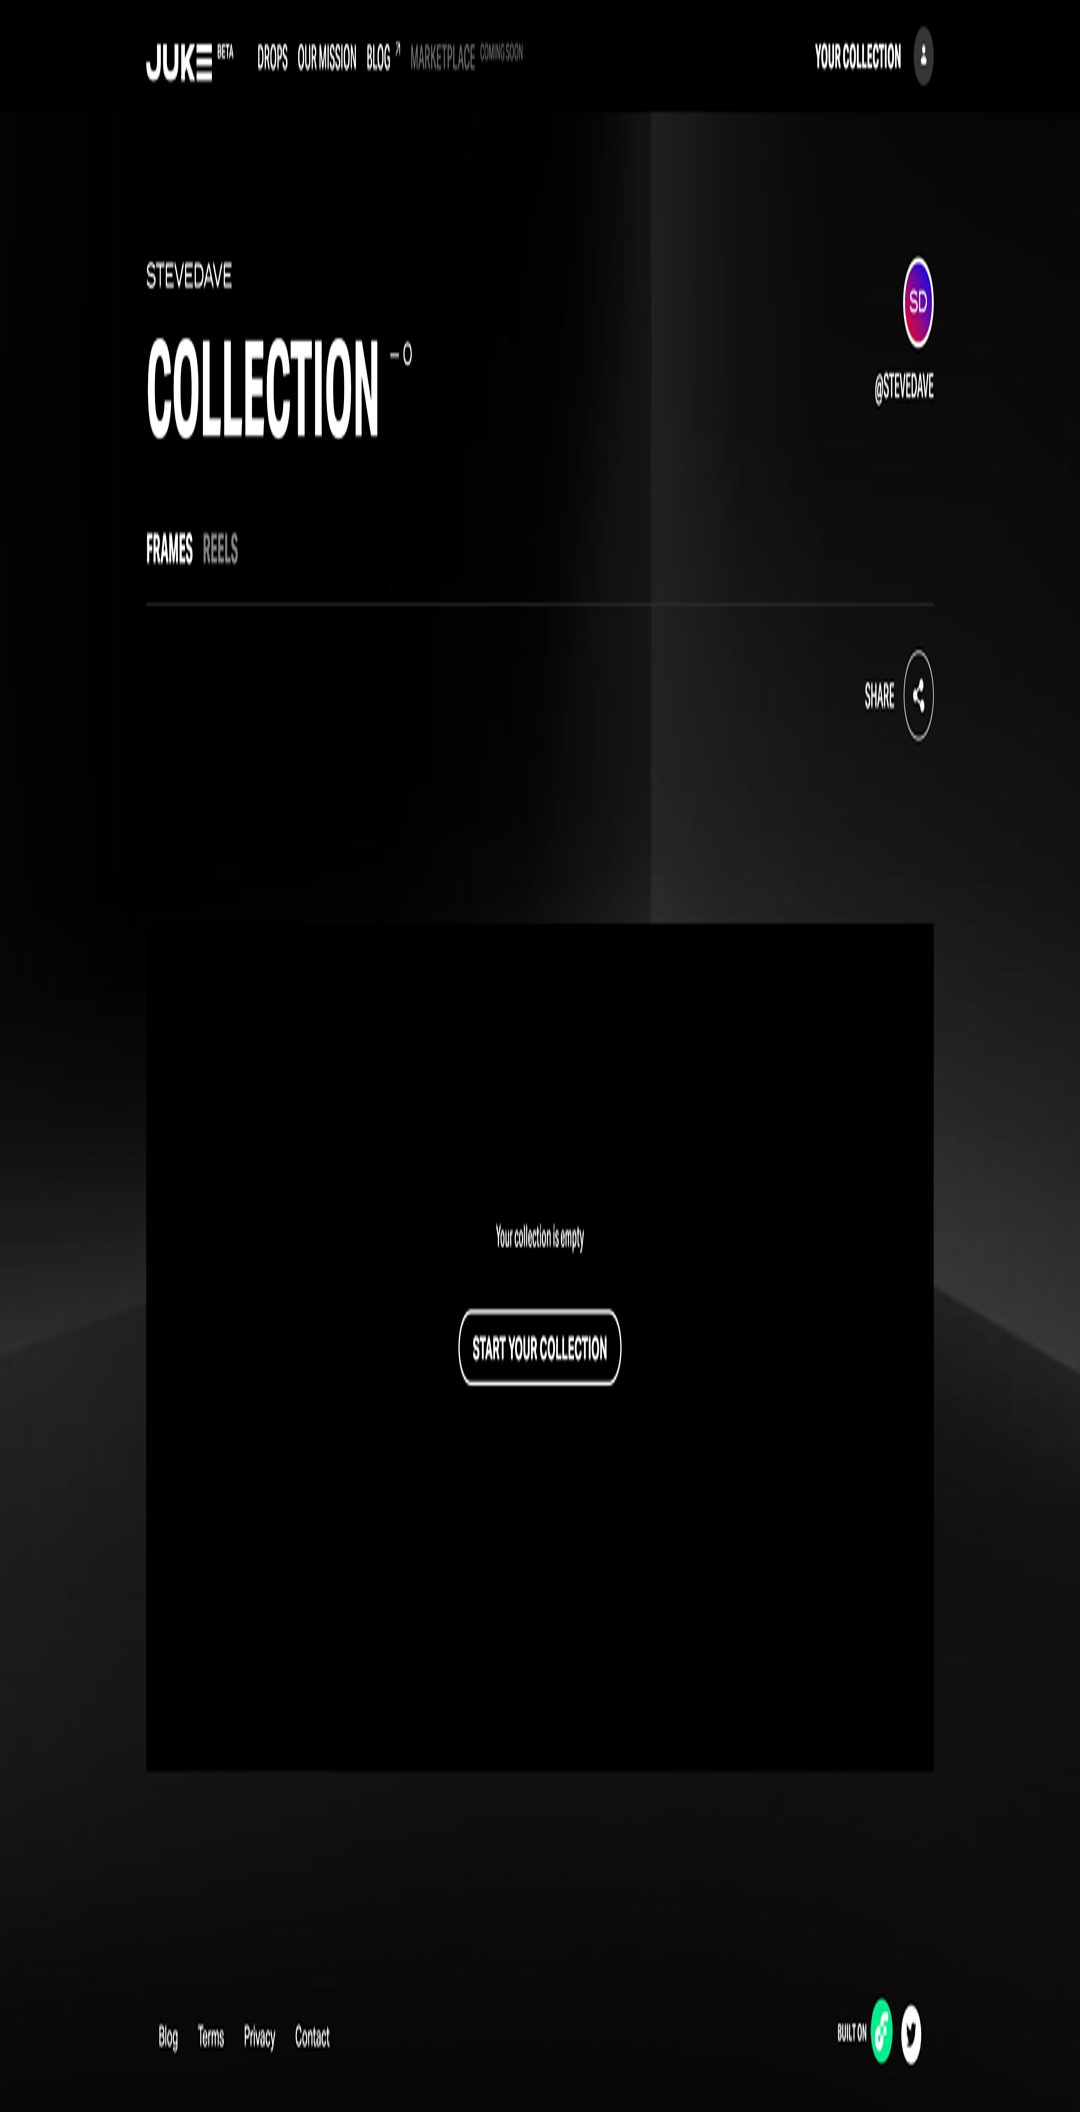 JUKE BETA DROPS OUR MISSION BLOG MARKETPLACE COMING SOON YOUR COLLECTION
STEVEDAVE
SD
COLLECTION – 0
@STEVEDAVE
FRAMES REELS
SHARE
Your collection is empty
START YOUR COLLECTION
Blog Terms Privacy Contact BUILT ON